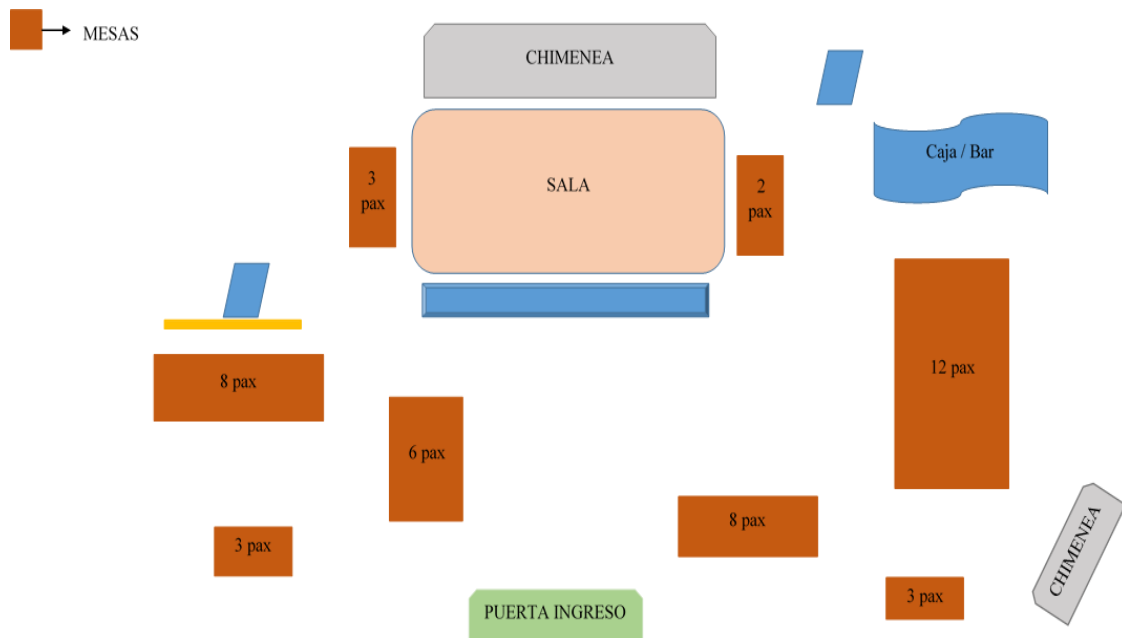 MESAS
CHIMENEA
Caja / Bar
3
pax
SALA
2
pax
8 pax
12 pax
6 pax
8 pax
3 pax
CHIMENEA
3 pax
PUERTA INGRESO